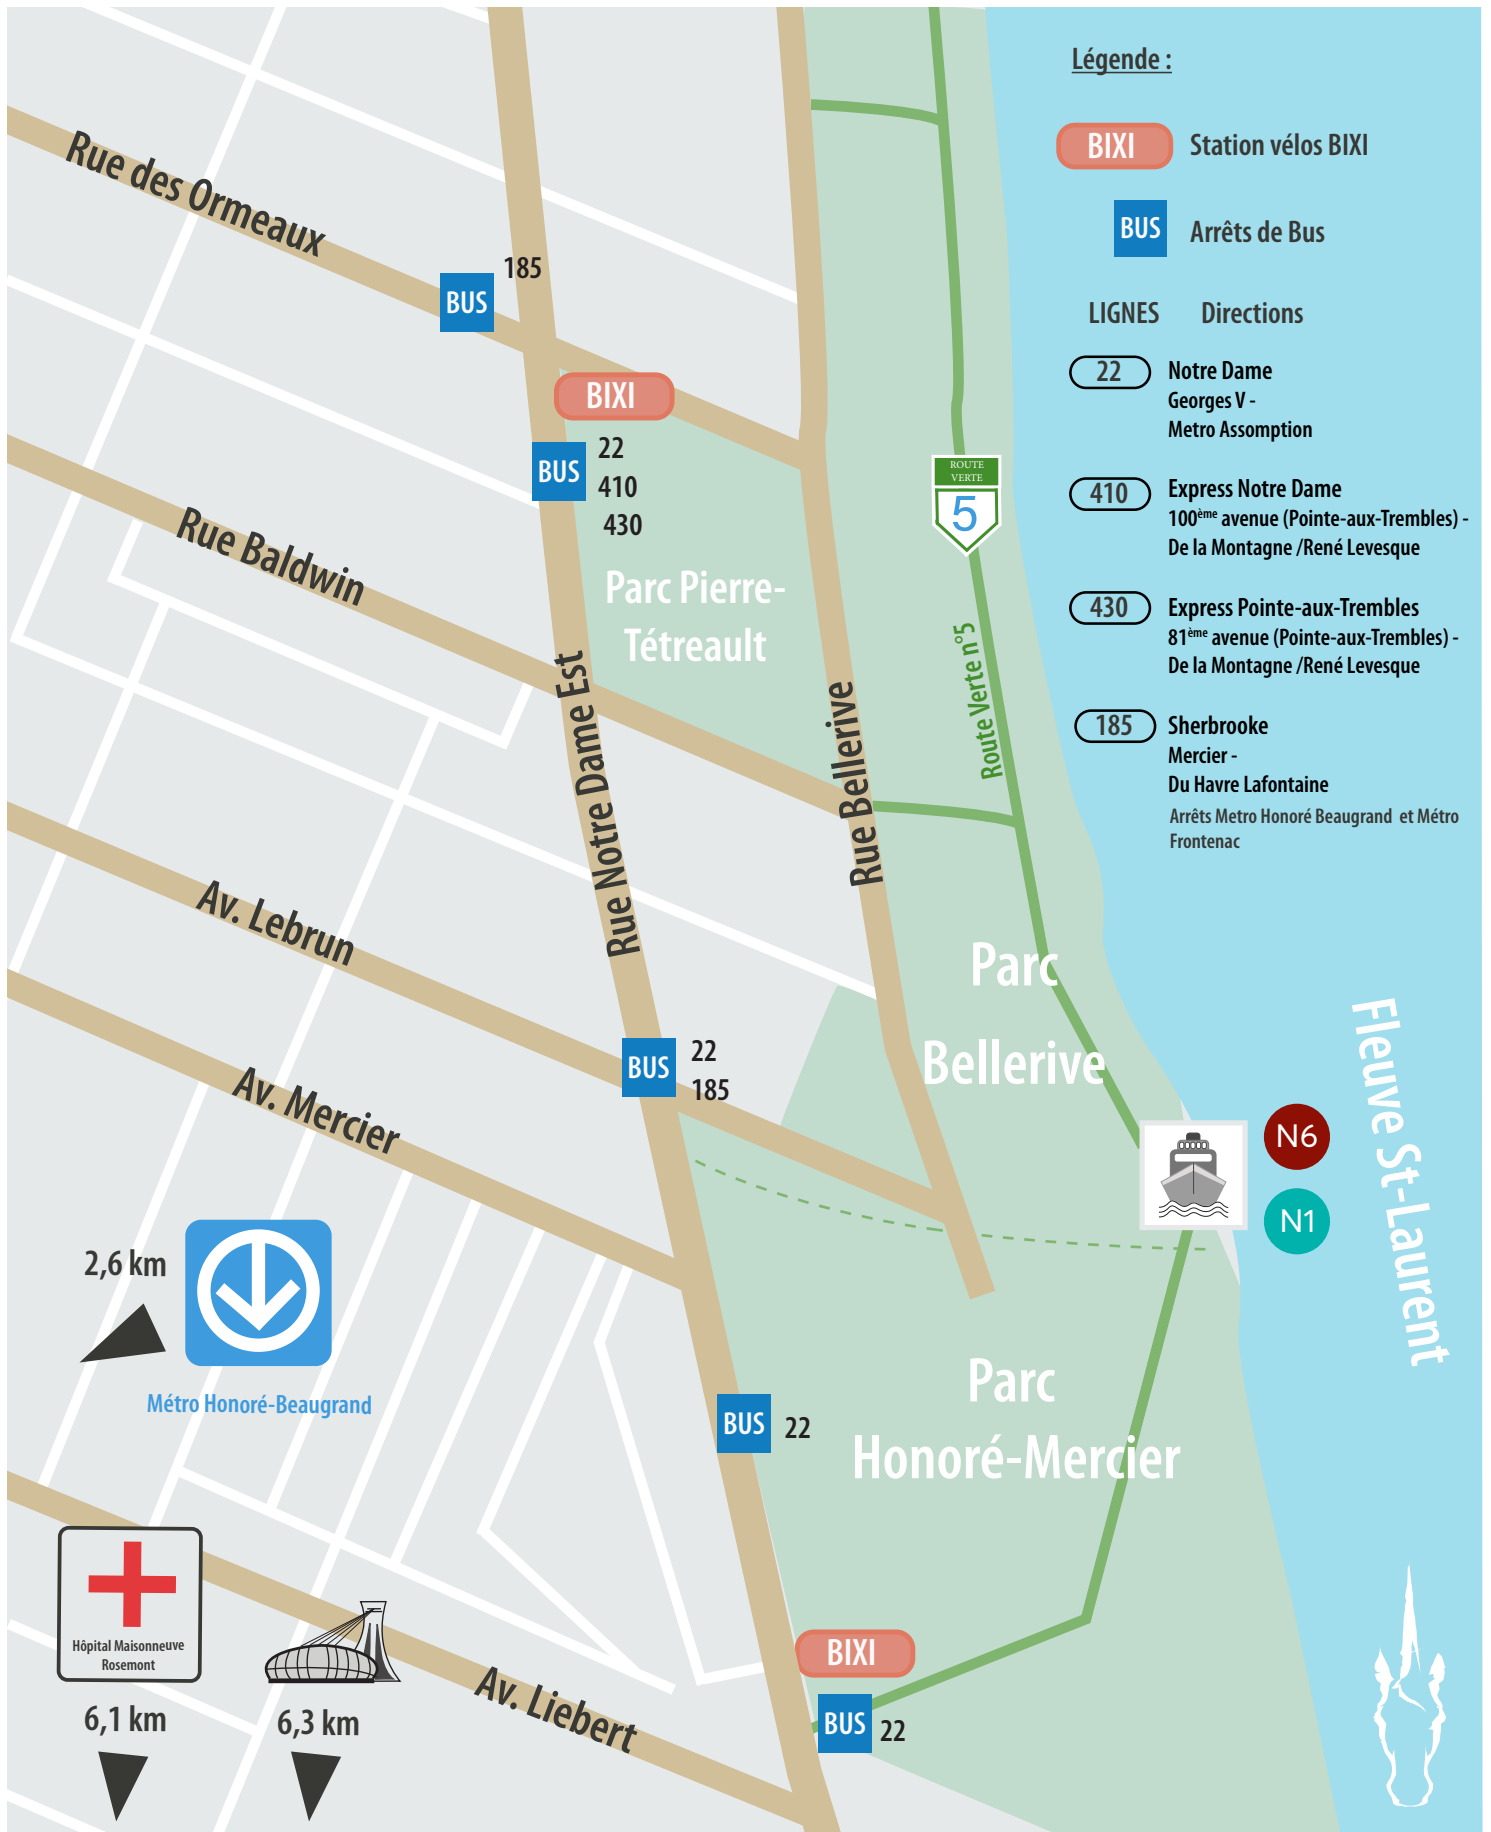 Légende :
BIXI
Station vélos BIXI
BUS
Arrêts de Bus
LIGNES Directions
22
Notre Dame
Georges V -
Metro Assomption
410
Express Notre Dame
100ème avenue (Pointe-aux-Trembles) -
De la Montagne /René Levesque
430
Express Pointe-aux-Trembles
81ème avenue (Pointe-aux-Trembles) -
De la Montagne /René Levesque
185
Sherbrooke
Mercier -
Du Havre Lafontaine
Arrêts Metro Honoré Beaugrand et Métro
Frontenac
Rue des Ormeaux
185
BUS
BIXI
BUS
22
410
430
ROUTE
VERTE
5
Rue Baldwin
Parc Pierre-
Tétreault
Rue Notre Dame Est
Rue Bellerive
Route Verte n°5
Av. Lebrun
Parc
Bellerive
Fleuve St-Laurent
BUS
22
185
Av. Mercier
N6
N1
2,6 km
Métro Honoré-Beaugrand
Parc
Honoré-Mercier
BUS
22
Hôpital Maisonneuve
Rosemont
6,1 km
6,3 km
Av. Liebert
BIXI
BUS
22